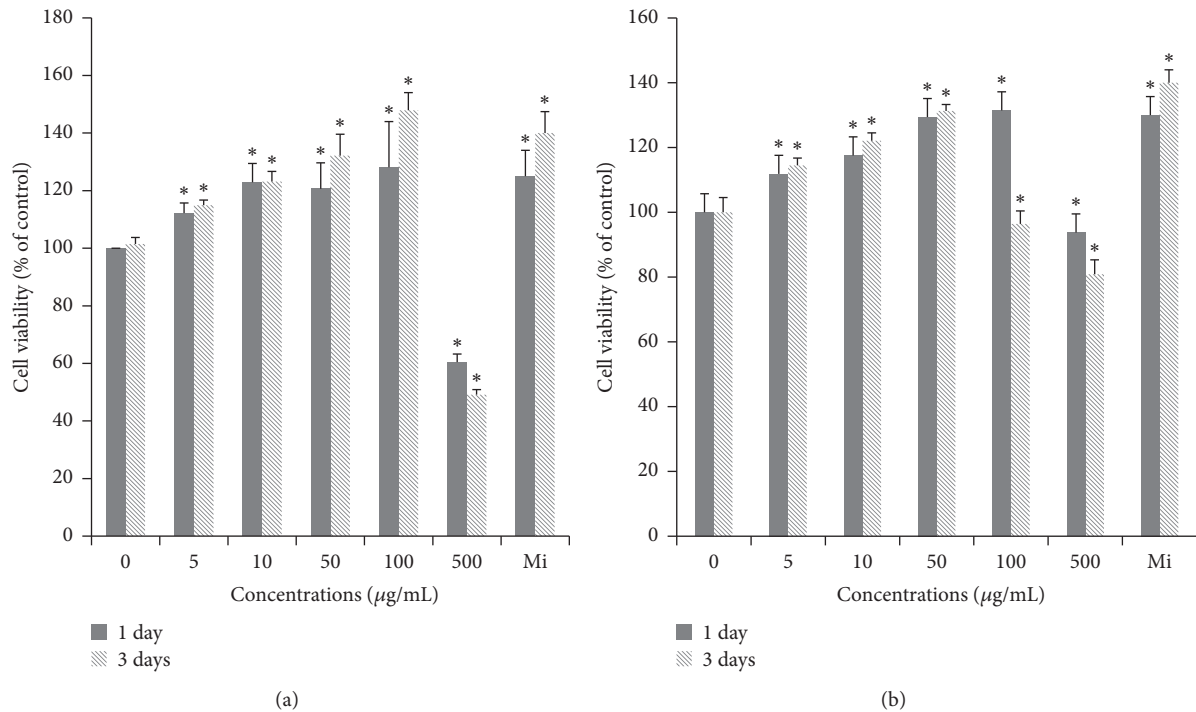 180
160
140
120
100
80
60
40
20
0
Cell viability (% of control)
* * * * * * * * * * * *
0 5 10 50 100 500 Mi
Concentrations (µg/mL)
1 day
3 days
(a)
160
140
120
100
80
60
40
20
0
Cell viability (% of control)
* * * * * * * * * * * *
0 5 10 50 100 500 Mi
Concentrations (µg/mL)
1 day
3 days
(b)